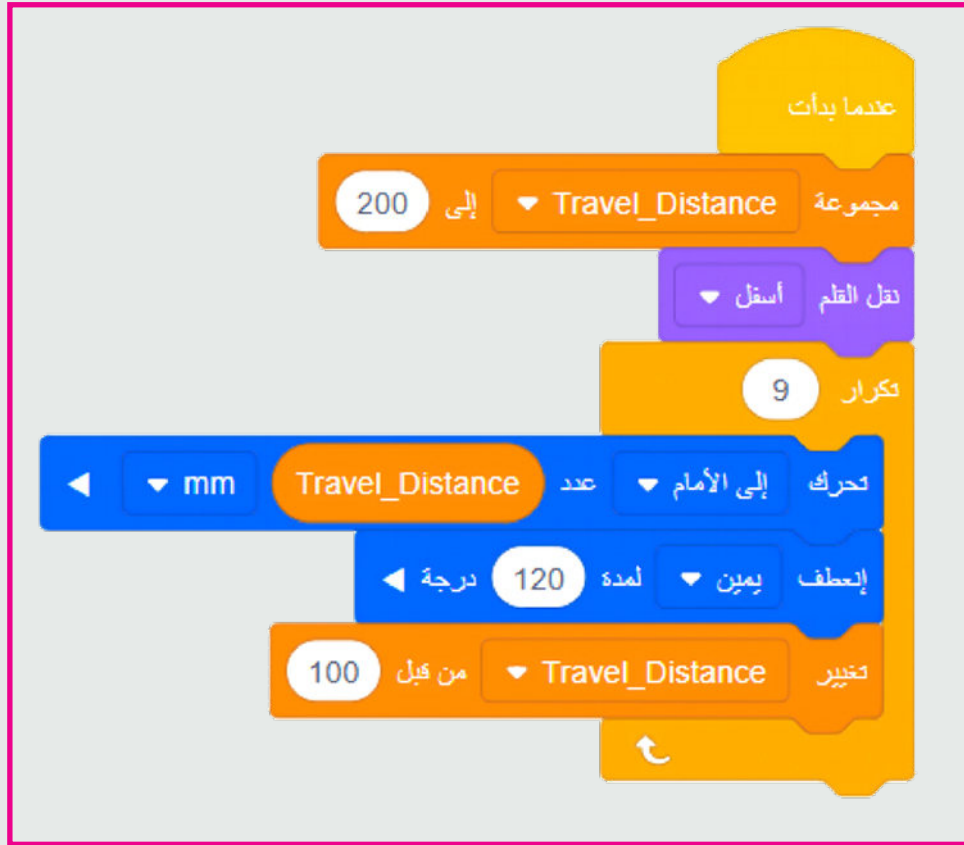 عندما بدأت
مجموعة Travel_Distance إلى 200
نقل القلم أسفل
تكرار 9
تحرك إلى الأمام عدد Travel_Distance mm
إنعطف يمين لمدة 120 درجة
تغيير Travel_Distance من قبل 100